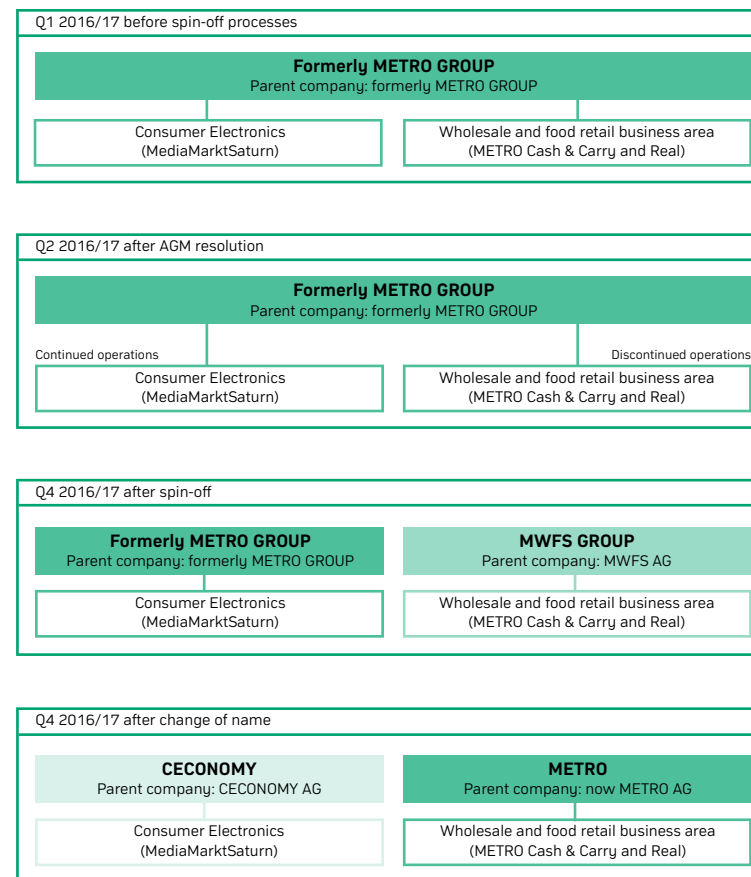 Q1 2016/17 before spin-off processes
Formerly METRO GROUP
Parent company: formerly METRO GROUP
Consumer Electronics
(MediaMarktSaturn)
Wholesale and food retail business area
(METRO Cash & Carry and Real)
Q2 2016/17 after AGM resolution
Formerly METRO GROUP
Parent company: formerly METRO GROUP
Continued operations
Discontinued operations
Consumer Electronics
(MediaMarktSaturn)
Wholesale and food retail business area
(METRO Cash & Carry and Real)
Q4 2016/17 after spin-off
Formerly METRO GROUP
Parent company: formerly METRO GROUP
MWFS GROUP
Parent company: MWFS AG
Consumer Electronics
(MediaMarktSaturn)
Wholesale and food retail business area
(METRO Cash & Carry and Real)
Q4 2016/17 after change of name
CECONOMY
Parent company: CECONOMY AG
METRO
Parent company: now METRO AG
Consumer Electronics
(MediaMarktSaturn)
Wholesale and food retail business area
(METRO Cash & Carry and Real)